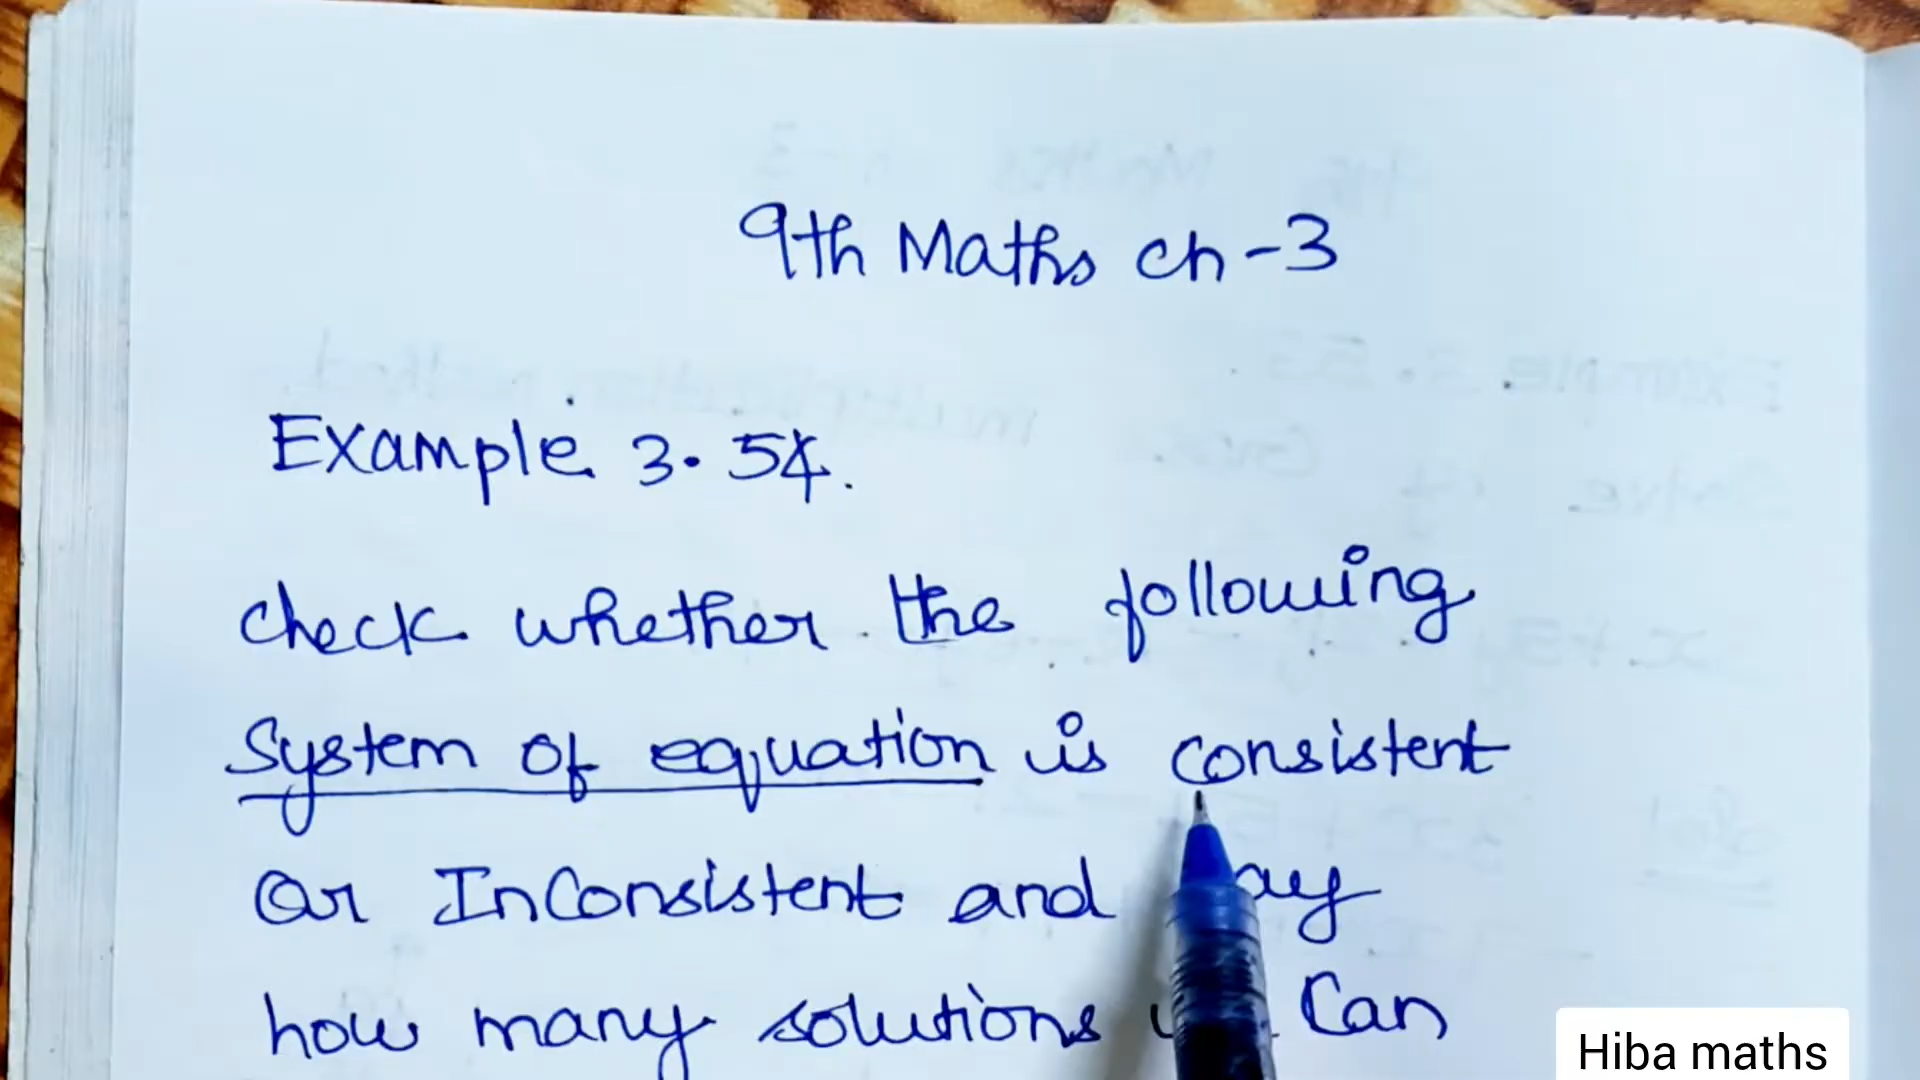 9th Maths ch-3
Example 3.54.
check whether the following
System of equation is consistent
Or InConsistent and
how many solutions can
Hiba maths